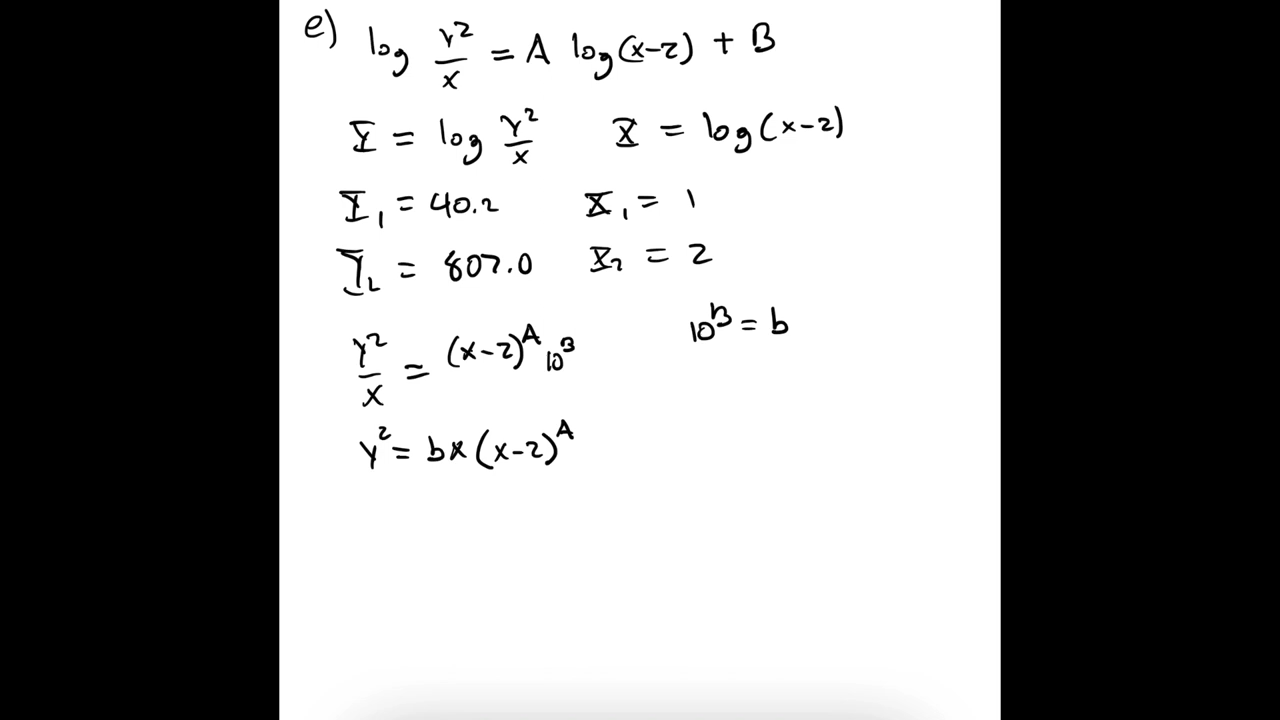 e) log Y²/x = A log(x-2) + B
Y = log Y²/x X = log(x-2)
Y₁ = 40.2 X₁ = 1
Y₂ = 807.0 X₂ = 2
Y²/x = (x-2)^A 10^B 10^B = b
Y² = bx(x-2)^A